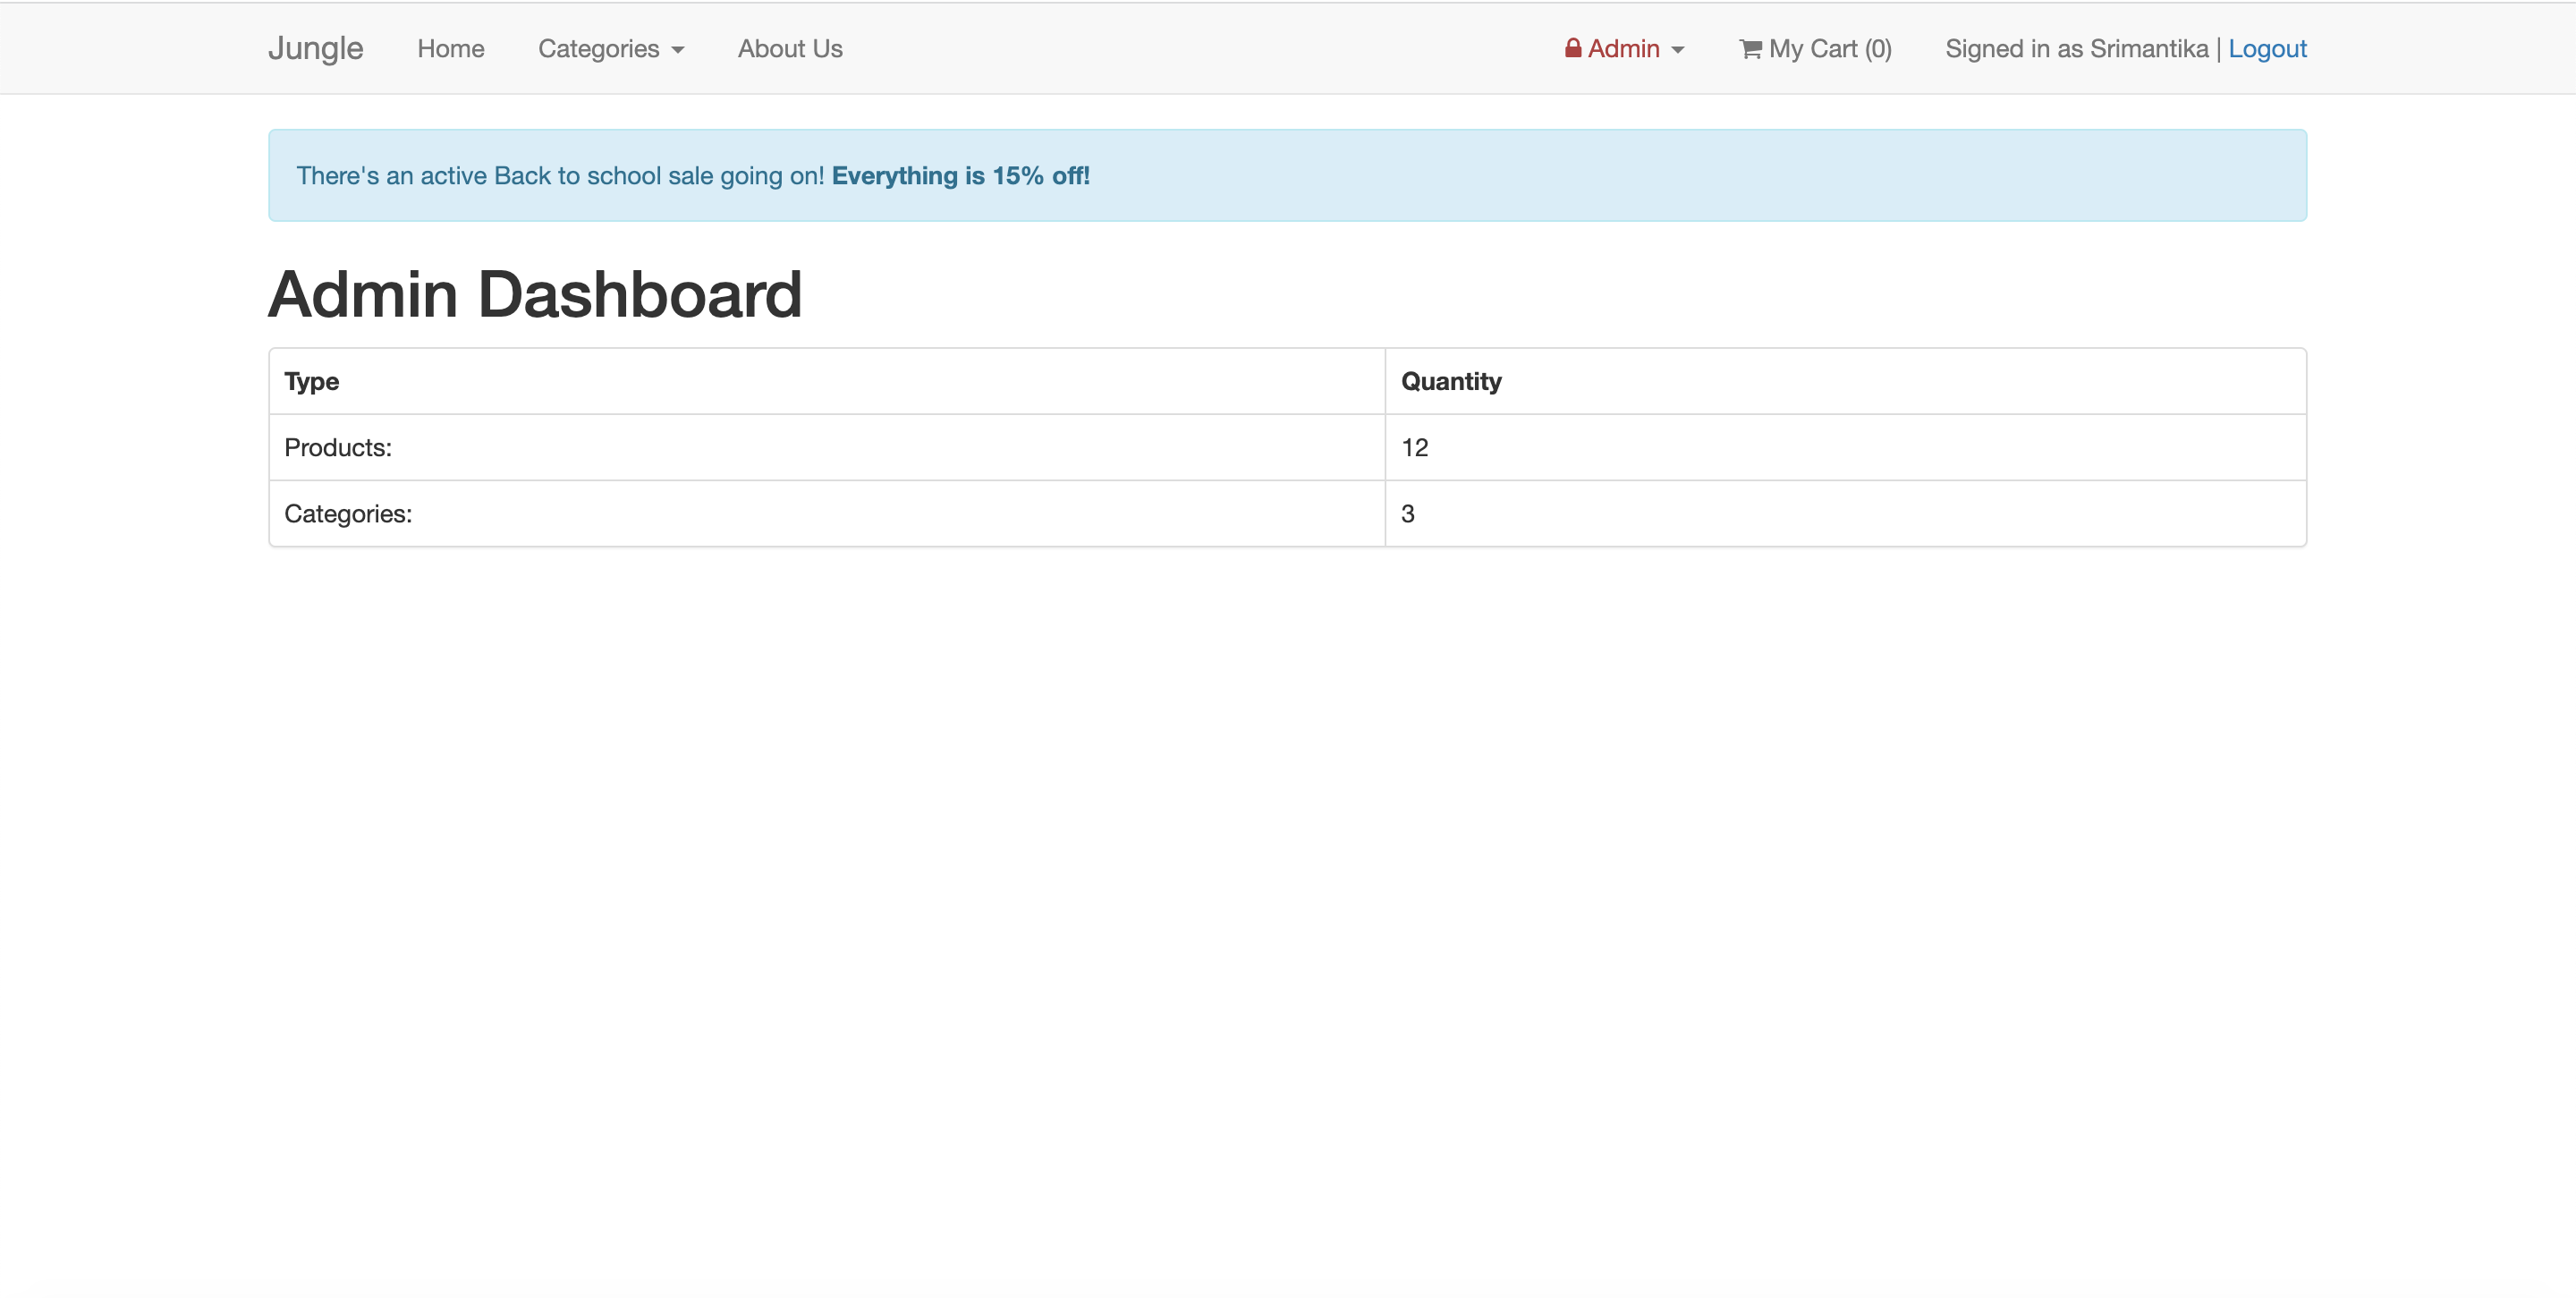 Jungle Home Categories About Us Admin My Cart (0) Signed in as Srimantika | Logout
There's an active Back to school sale going on! Everything is 15% off!
Admin Dashboard
Type Quantity
Products: 12
Categories: 3